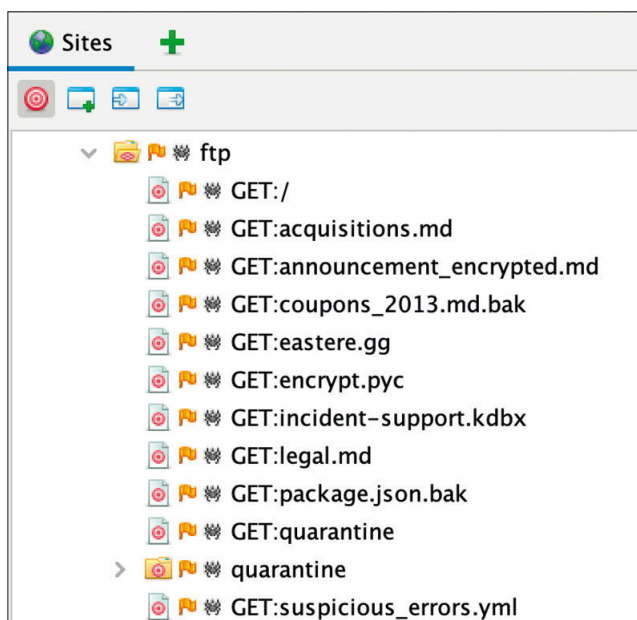 Sites
ftp
GET:/
GET:acquisitions.md
GET:announcement_encrypted.md
GET:coupons_2013.md.bak
GET:eastere.gg
GET:encrypt.pyc
GET:incident-support.kdbx
GET:legal.md
GET:package.json.bak
GET:quarantine
quarantine
GET:suspicious_errors.yml